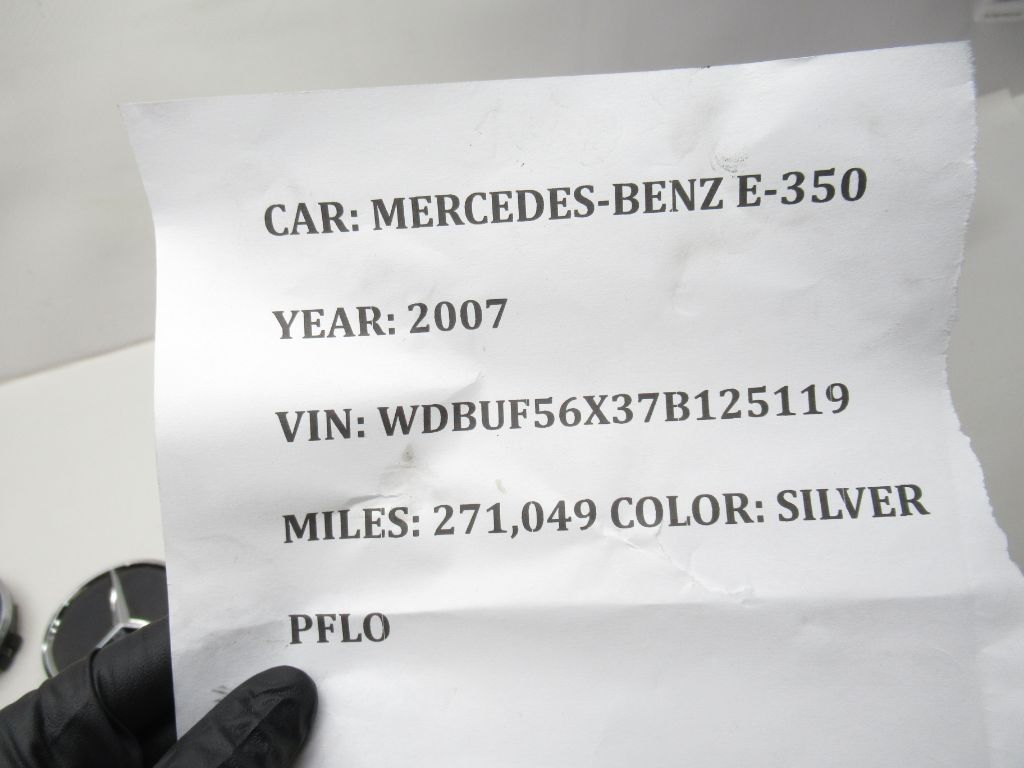 CAR: MERCEDES-BENZ E-350
YEAR: 2007
VIN: WDBUF56X37B125119
MILES: 271,049 COLOR: SILVER
PFLO